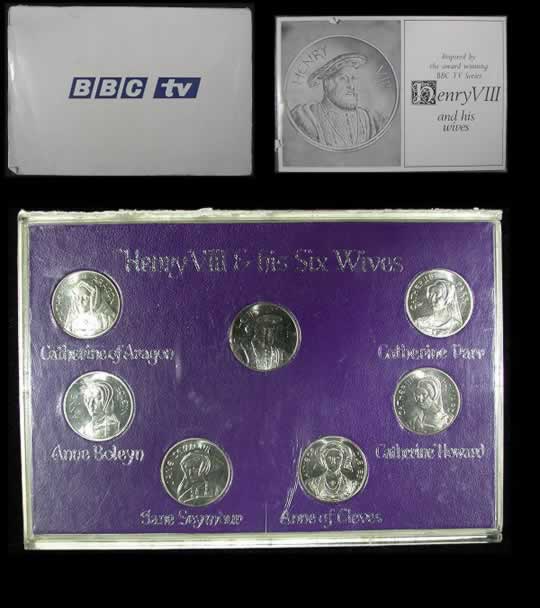 BBC tv
HENRY VIII
Inspired by
the award winning
BBC TV Series
Henry VIII
and his
wives
Henry VIII & his Six Wives
Catherine of Aragon
Catherine Parr
Anne Boleyn
Catherine Howard
Jane Seymour
Anne of Cleves